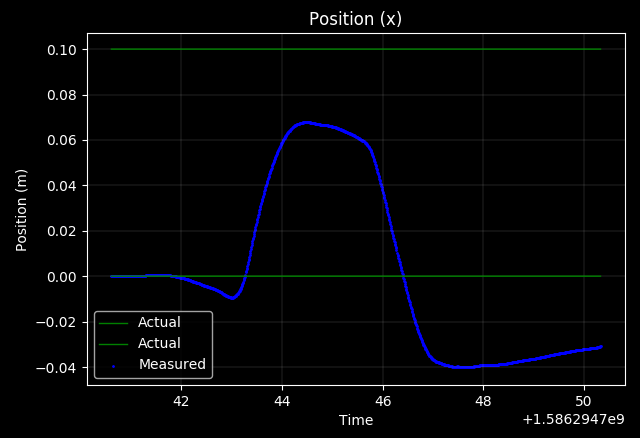 Position (x)
Position (m)
0.10
0.08
0.06
0.04
0.02
0.00
−0.02
−0.04
Actual
Actual
Measured
42 44 46 48 50
Time
+1.5862947e9